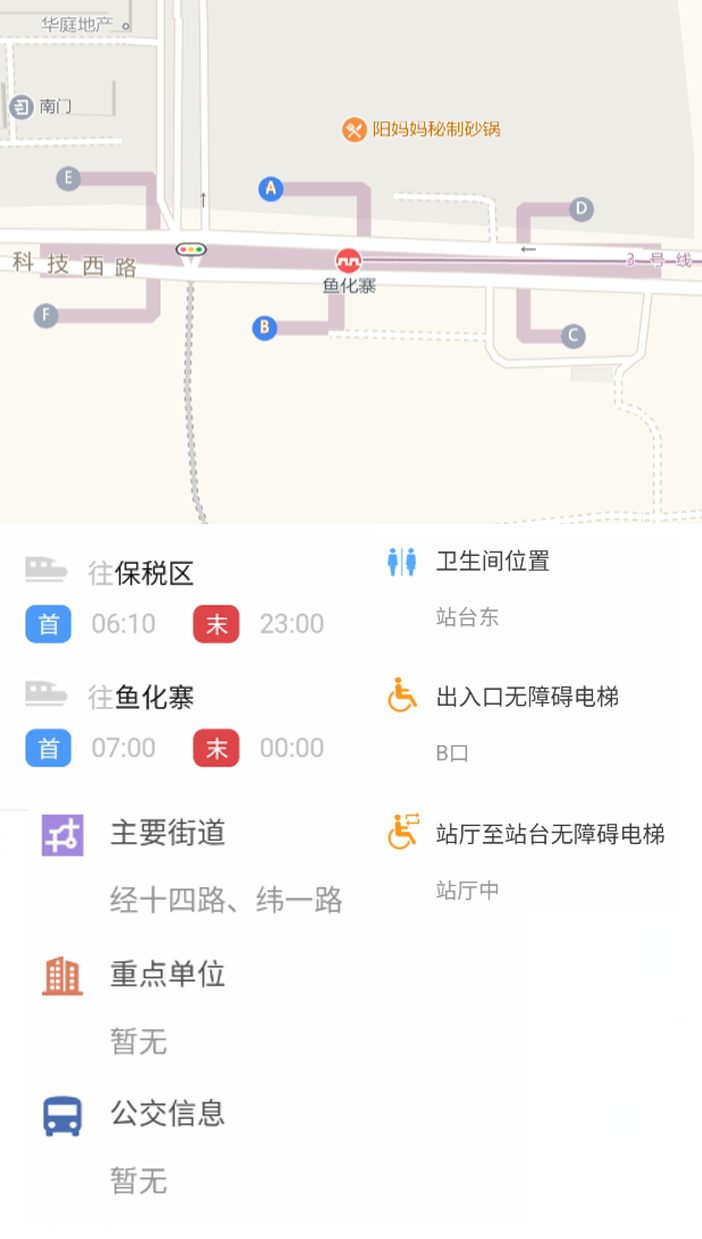 华庭地产
南门
阳妈妈秘制砂锅
E
A
D
科技西路
3号线
鱼化寨
F
B
C
往保税区
首 06:10 末 23:00
往鱼化寨
首 07:00 末 00:00
卫生间位置
站台东
出入口无障碍电梯
B口
站厅至站台无障碍电梯
站厅中
主要街道
经十四路、纬一路
重点单位
暂无
公交信息
暂无